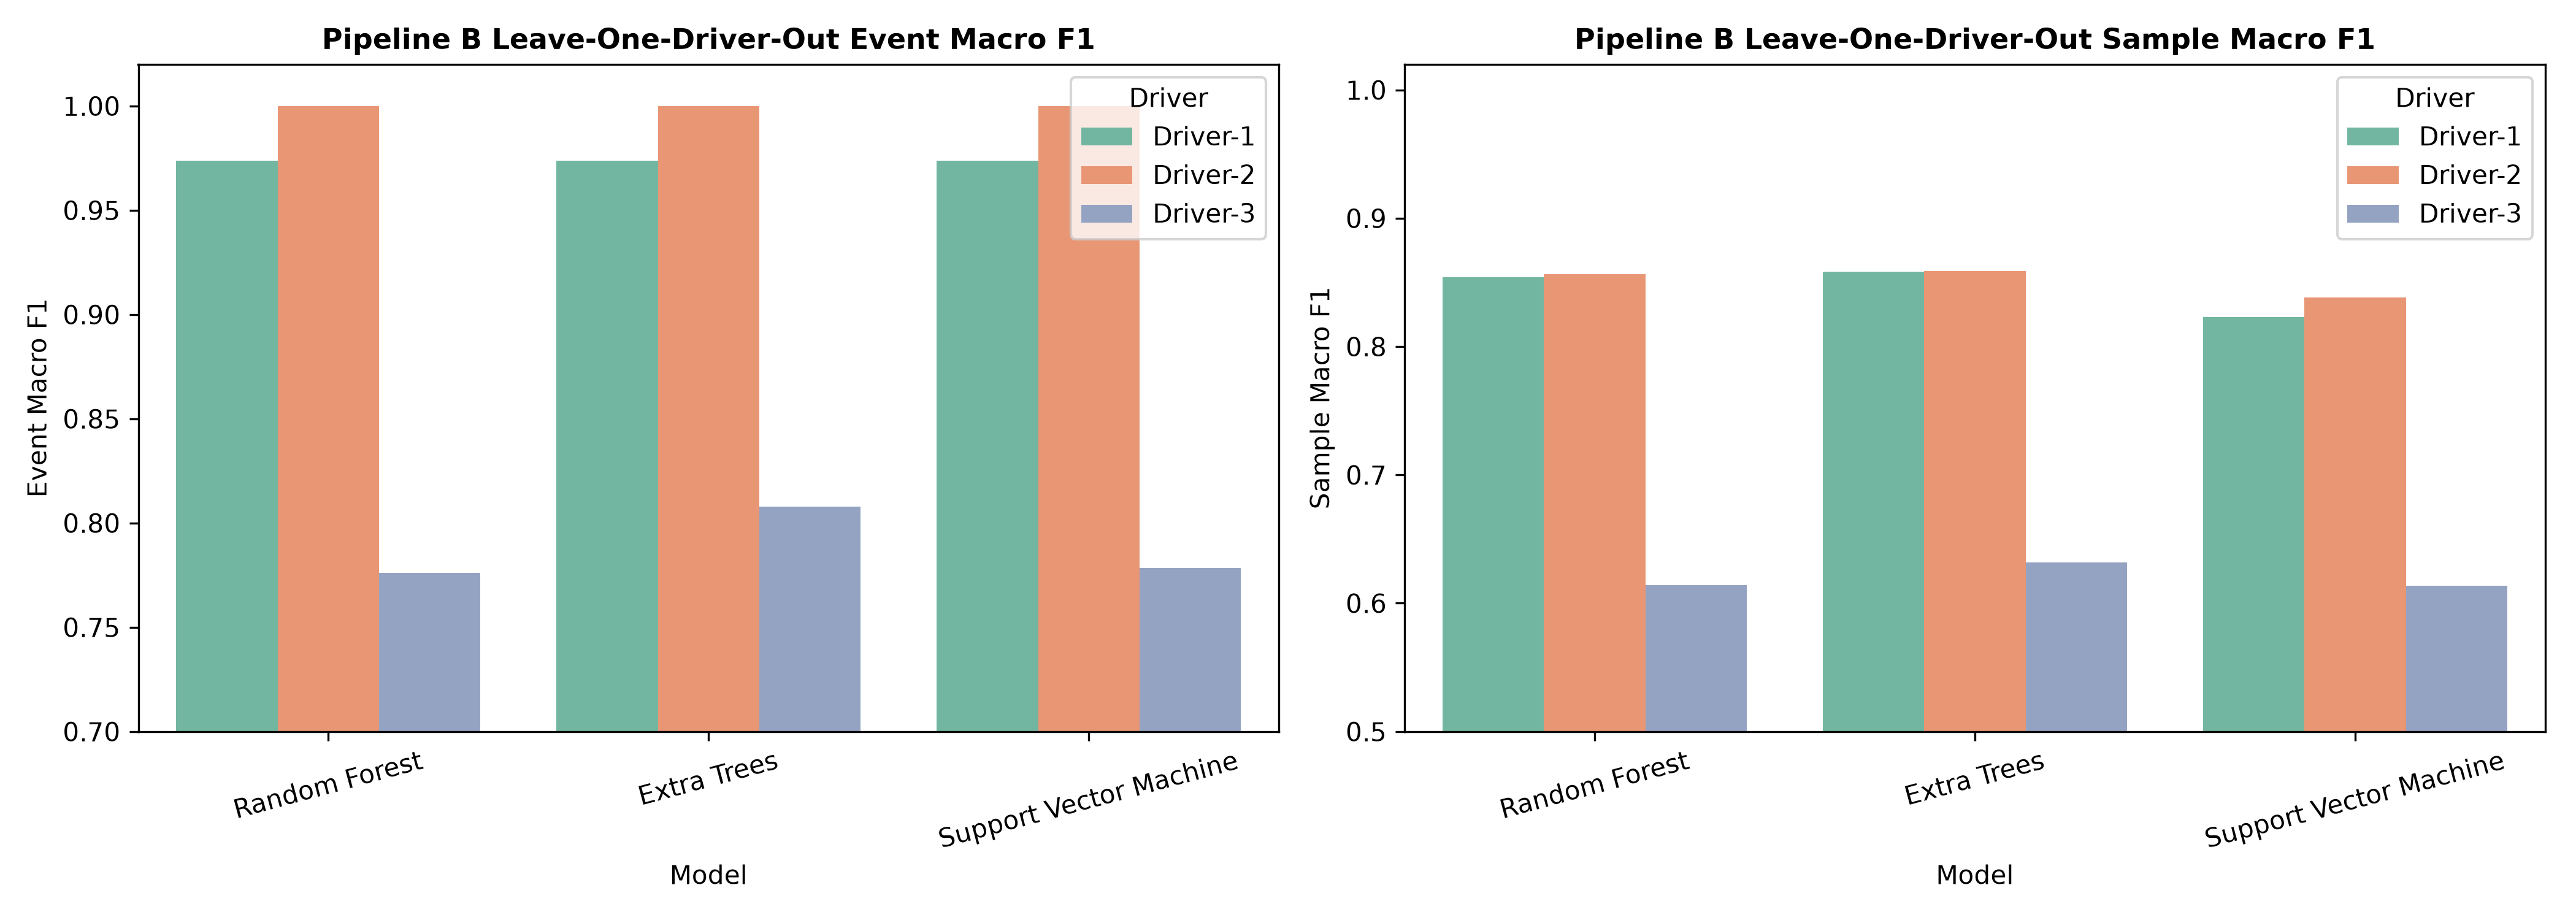 Pipeline B Leave-One-Driver-Out Event Macro F1
Event Macro F1
1.00
0.95
0.90
0.85
0.80
0.75
0.70
Driver
Driver-1
Driver-2
Driver-3
Random Forest
Extra Trees
Support Vector Machine
Model
Pipeline B Leave-One-Driver-Out Sample Macro F1
Sample Macro F1
1.0
0.9
0.8
0.7
0.6
0.5
Driver
Driver-1
Driver-2
Driver-3
Random Forest
Extra Trees
Support Vector Machine
Model